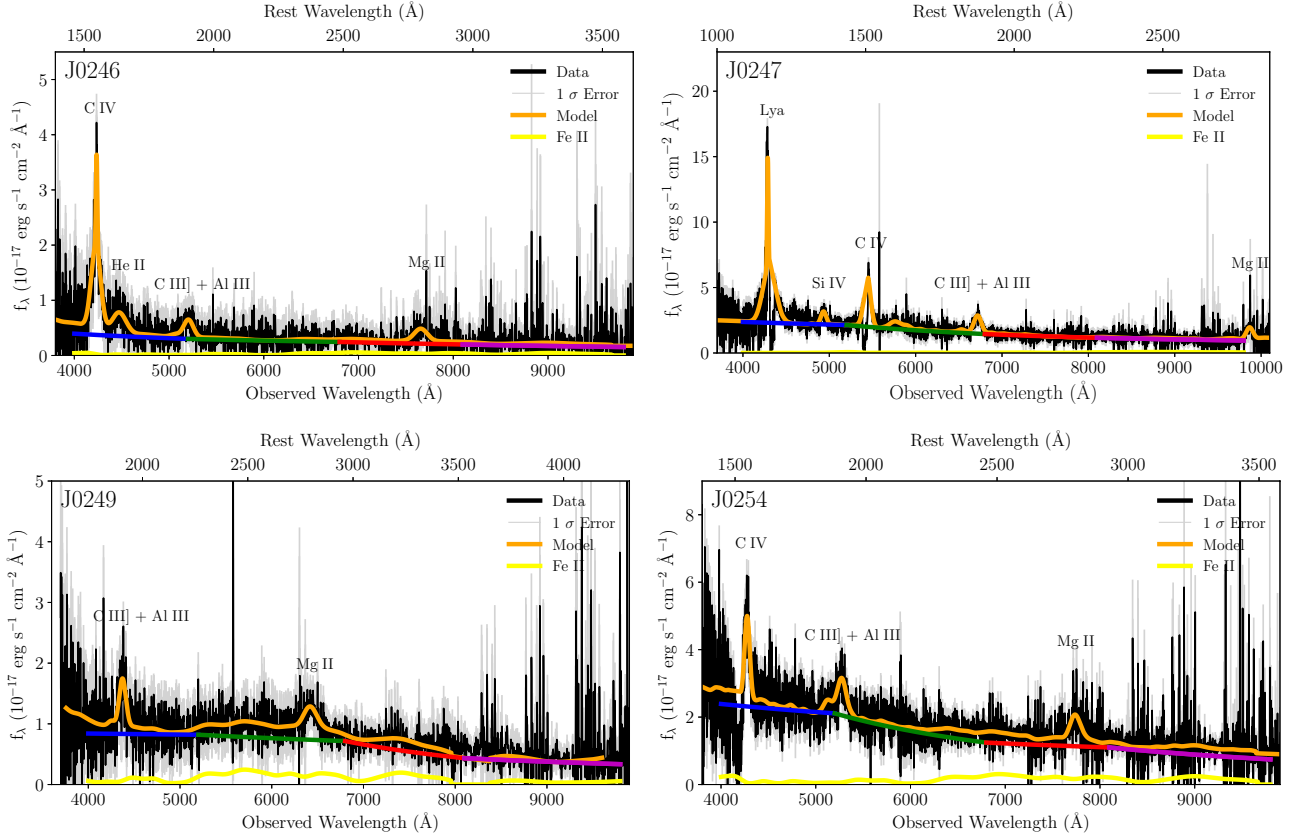 Rest Wavelength (Å)
1500 2000 2500 3000 3500
J0246
Data
1 σ Error
Model
Fe II
C IV
He II
C III] + Al III
Mg II
f_λ (10⁻¹⁷ erg s⁻¹ cm⁻² Å⁻¹)
5
4
3
2
1
0
4000 5000 6000 7000 8000 9000
Observed Wavelength (Å)
Rest Wavelength (Å)
1000 1500 2000 2500
J0247
Data
1 σ Error
Model
Fe II
Lya
Si IV
C IV
C III] + Al III
Mg II
f_λ (10⁻¹⁷ erg s⁻¹ cm⁻² Å⁻¹)
20
15
10
5
0
4000 5000 6000 7000 8000 9000 10000
Observed Wavelength (Å)
Rest Wavelength (Å)
2000 2500 3000 3500 4000
J0249
Data
1 σ Error
Model
Fe II
C III] + Al III
Mg II
f_λ (10⁻¹⁷ erg s⁻¹ cm⁻² Å⁻¹)
5
4
3
2
1
0
4000 5000 6000 7000 8000 9000
Observed Wavelength (Å)
Rest Wavelength (Å)
1500 2000 2500 3000 3500
J0254
Data
1 σ Error
Model
Fe II
C IV
C III] + Al III
Mg II
f_λ (10⁻¹⁷ erg s⁻¹ cm⁻² Å⁻¹)
8
6
4
2
0
4000 5000 6000 7000 8000 9000
Observed Wavelength (Å)